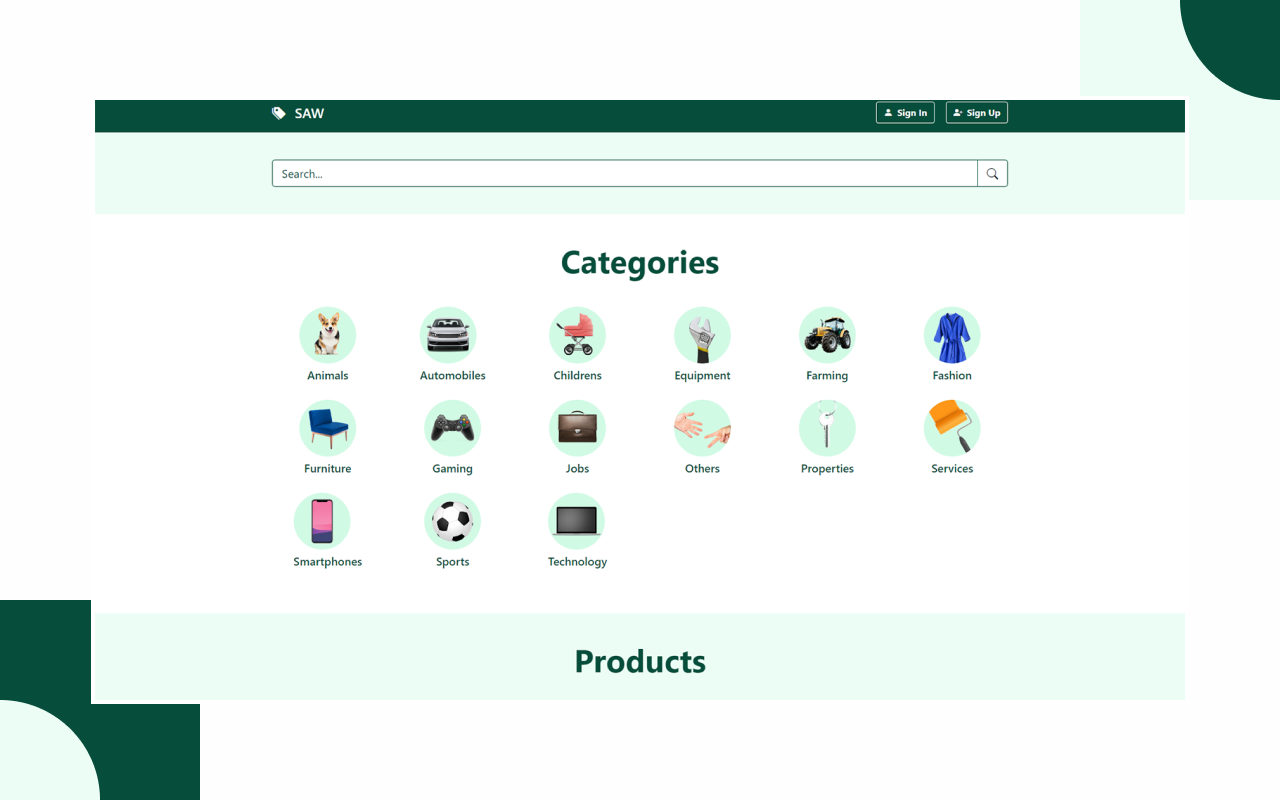 SAW
Sign In
Sign Up
Search...
Categories
Animals
Automobiles
Childrens
Equipment
Farming
Fashion
Furniture
Gaming
Jobs
Others
Properties
Services
Smartphones
Sports
Technology
Products